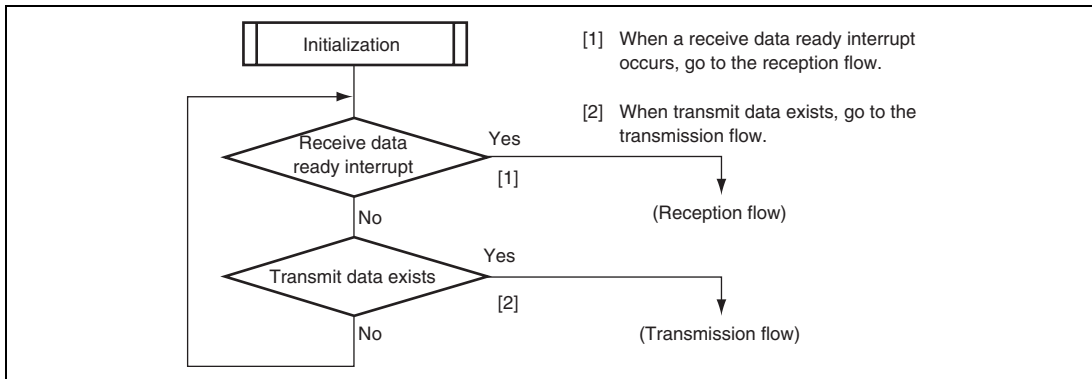 Initialization
[1] When a receive data ready interrupt
occurs, go to the reception flow.
[2] When transmit data exists, go to the
transmission flow.
Receive data
ready interrupt
Yes
[1]
(Reception flow)
No
Transmit data exists
Yes
[2]
(Transmission flow)
No